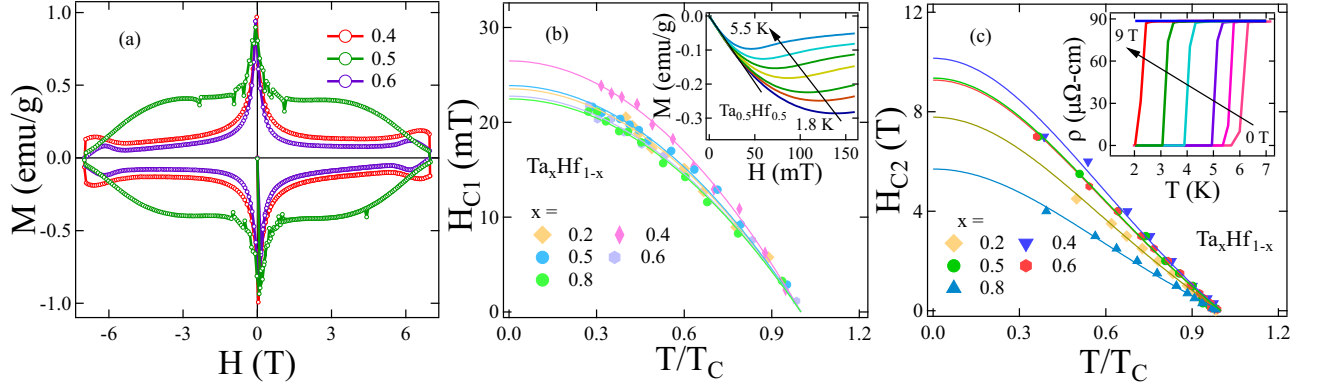 (a)
0.4
0.5
0.6
1.0
0.5
0.0
-0.5
-1.0
M (emu/g)
-6
-3
0
3
6
H (T)
(b)
30
20
10
0
H_C1 (mT)
0.0
0.3
0.6
0.9
1.2
T/T_C
Ta_xHf_1-x
x =
0.2
0.4
0.5
0.6
0.8
0.0
-0.1
-0.2
-0.3
M (emu/g)
0
50
100
150
H (mT)
5.5 K
Ta_0.5Hf_0.5
1.8 K
(c)
12
8
4
0
H_C2 (T)
0.0
0.3
0.6
0.9
1.2
T/T_C
x =
0.2
0.4
0.5
0.6
0.8
Ta_xHf_1-x
90
60
30
0
ρ (μΩ-cm)
2
3
4
5
6
7
T (K)
9 T
0 T